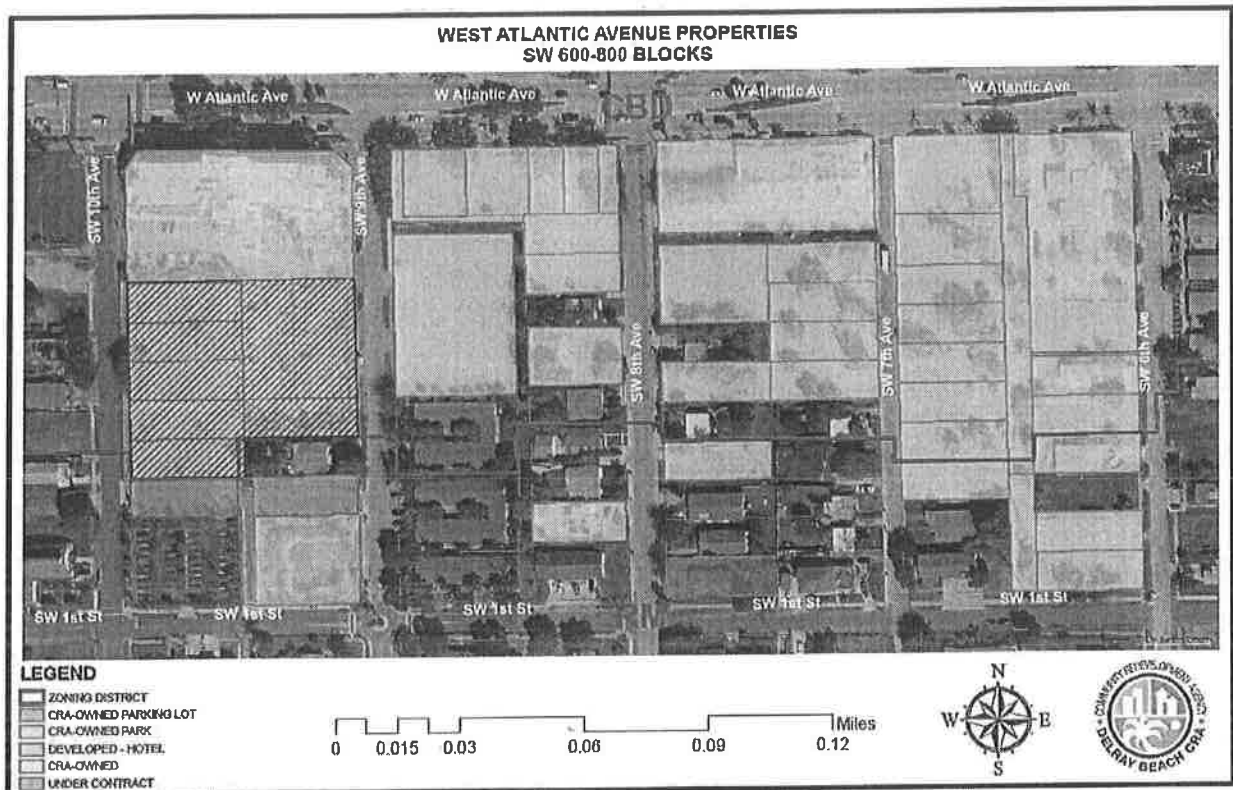 WEST ATLANTIC AVENUE PROPERTIES
SW 600-800 BLOCKS
W Atlantic Ave
W Atlantic Ave
CBD
W Atlantic Ave
W Atlantic Ave
SW 10th Ave
SW 9th Ave
SW 8th Ave
SW 7th Ave
SW 6th Ave
SW 1st St
SW 1st St
SW 1st St
SW 1st St
SW 1st St
LEGEND
ZONING DISTRICT
CRA-OWNED PARKING LOT
CRA-OWNED PARK
DEVELOPED - HOTEL
CRA-OWNED
UNDER CONTRACT
0 0.015 0.03 0.06 0.09 0.12 Miles
N
W E
S
COMMUNITY REDEVELOPMENT AGENCY
DELRAY BEACH CRA